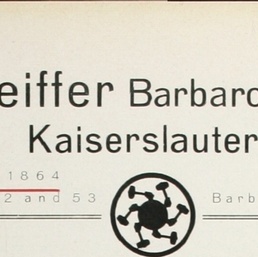 eiffer Barbaro
Kaiserslauter
1864
2 and 53
Barb